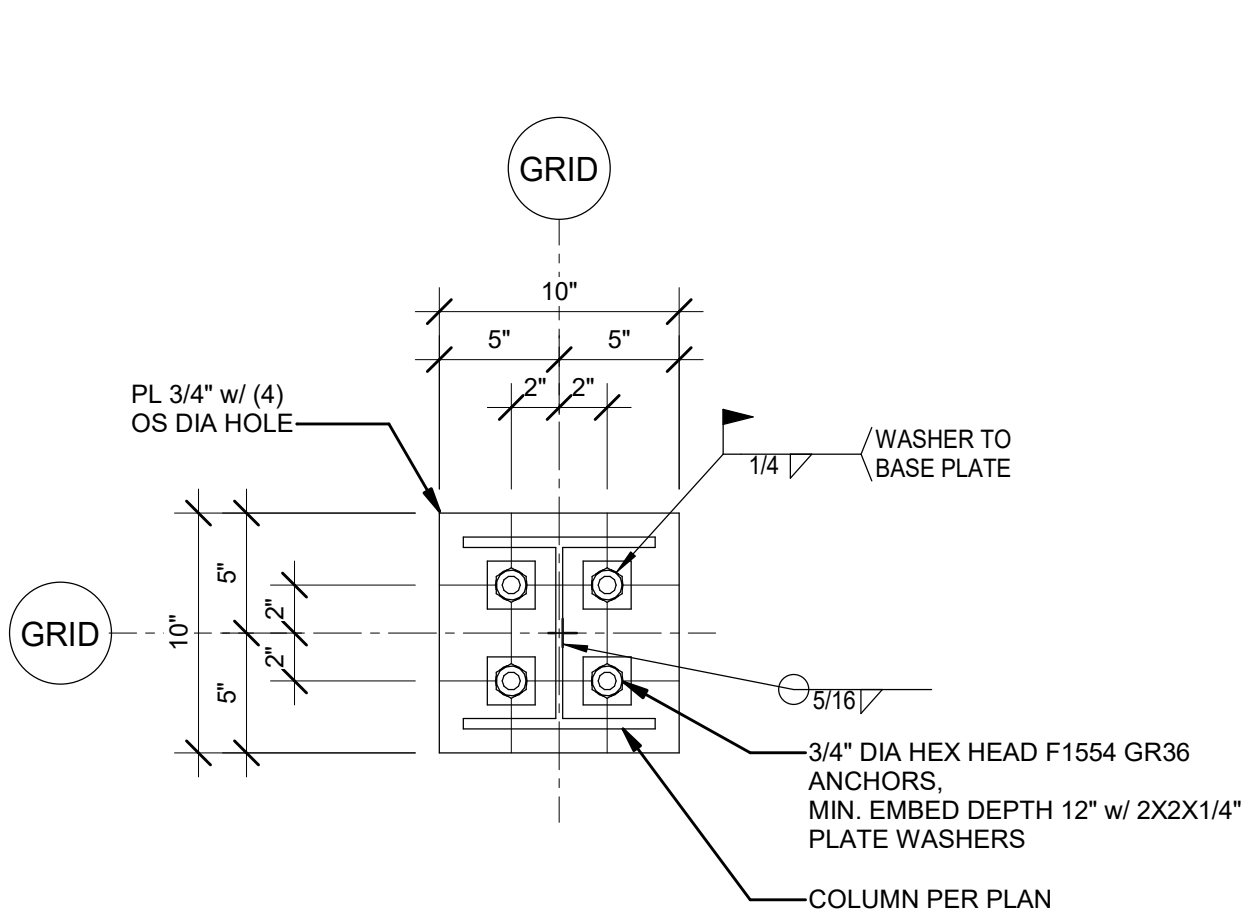 GRID
10"
5" 5"
2" 2"
PL 3/4" w/ (4)
OS DIA HOLE
WASHER TO
BASE PLATE
1/4
GRID
10"
5"
5"
2"
2"
5/16
3/4" DIA HEX HEAD F1554 GR36
ANCHORS,
MIN. EMBED DEPTH 12" w/ 2X2X1/4"
PLATE WASHERS
COLUMN PER PLAN